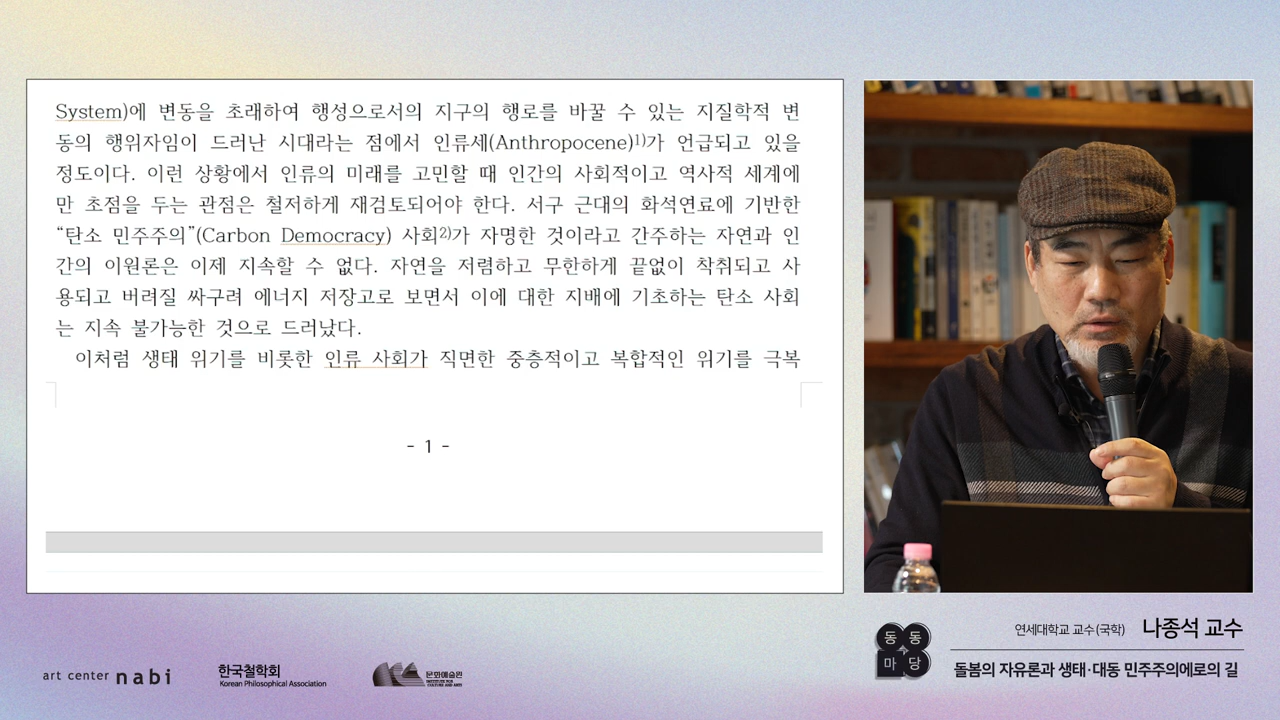 System)에 변동을 초래하여 행성으로서의 지구의 행로를 바꿀 수 있는 지질학적 변
동의 행위자임이 드러난 시대라는 점에서 인류세(Anthropocene)1)가 언급되고 있을
정도이다. 이런 상황에서 인류의 미래를 고민할 때 인간의 사회적이고 역사적 세계에
만 초점을 두는 관점은 철저하게 재검토되어야 한다. 서구 근대의 화석연료에 기반한
“탄소 민주주의”(Carbon Democracy) 사회2)가 자명한 것이라고 간주하는 자연과 인
간의 이원론은 이제 지속할 수 없다. 자연을 저렴하고 무한하게 끝없이 착취되고 사
용되고 버려질 싸구려 에너지 저장고로 보면서 이에 대한 지배에 기초하는 탄소 사회
는 지속 불가능한 것으로 드러났다.
이처럼 생태 위기를 비롯한 인류 사회가 직면한 중층적이고 복합적인 위기를 극복
- 1 -
동동
마당
연세대학교 교수(국학) 나종석 교수
돌봄의 자유론과 생태·대동 민주주의에로의 길
art center nabi
한국철학회
Korean Philosophical Association
문화예술원
INSTITUTE FOR
CULTURE AND ARTS